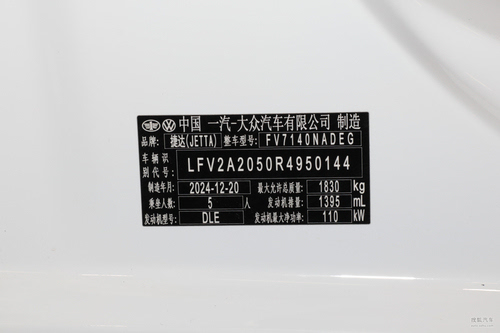 中国 一汽-大众汽车有限公司 制造
品牌: 捷达(JETTA) 整车型号: FV7140NADEG
车辆识别代号: LFV2A2050R4950144
制造年月: 2024-12-20 最大允许总质量: 1830 kg
乘坐人数: 5 人 发动机排量: 1395 mL
发动机型号: DLE 发动机最大净功率: 110 kW
搜狐汽车